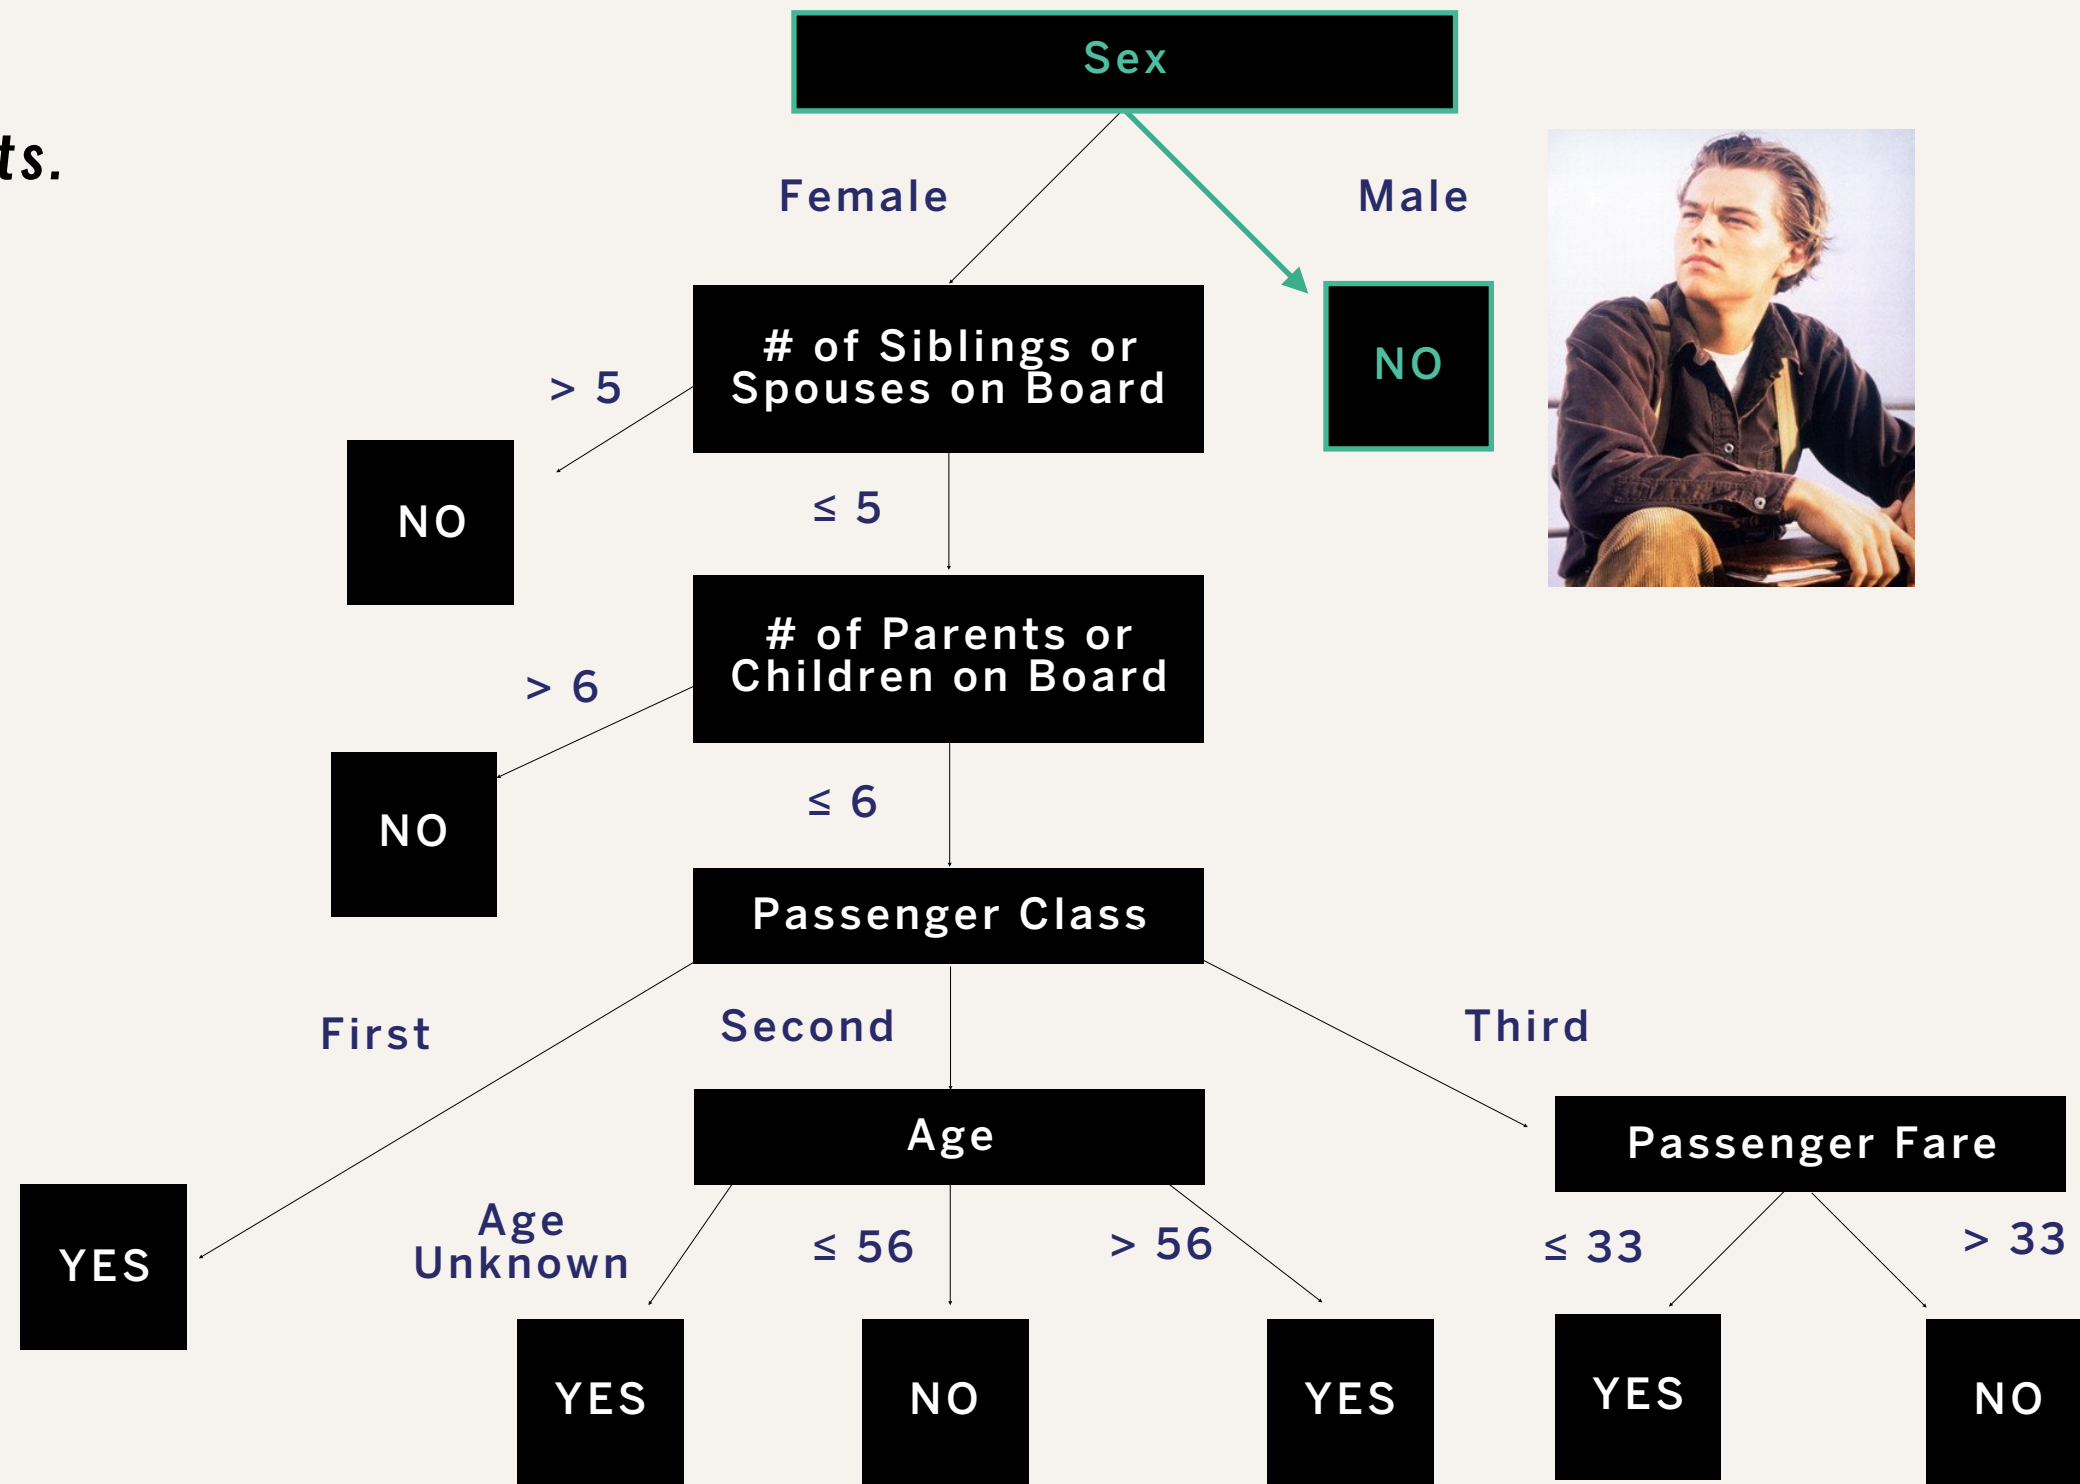 Sex
ts.
Female
Male
# of Siblings or
Spouses on Board
NO
> 5
NO
≤ 5
# of Parents or
Children on Board
> 6
≤ 6
NO
Passenger Class
First
Second
Third
Age
Passenger Fare
Age
Unknown
≤ 56
> 56
≤ 33
> 33
YES
YES
NO
YES
YES
NO